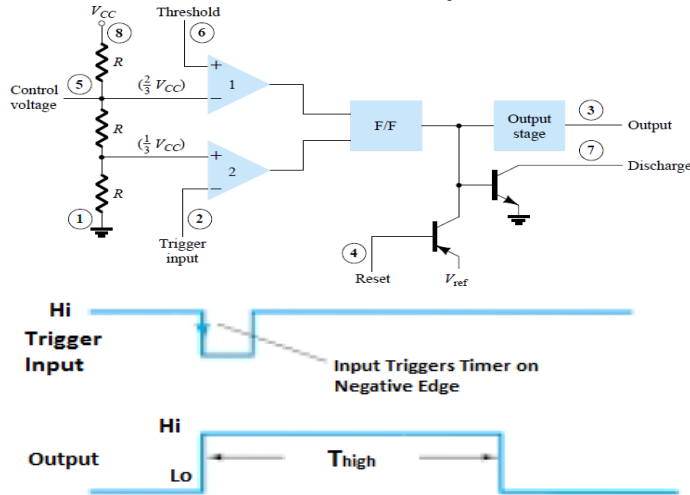 VCC
8
Threshold
6
R
+
1
Control
voltage
5
(2/3 VCC)
−
3
R
F/F
Output
stage
Output
(1/3 VCC)
+
7
Discharge
2
R
−
1
2
Trigger
input
4
Reset
Vref
Hi
Trigger
Input
Input Triggers Timer on
Negative Edge
Hi
Output
Thigh
Lo